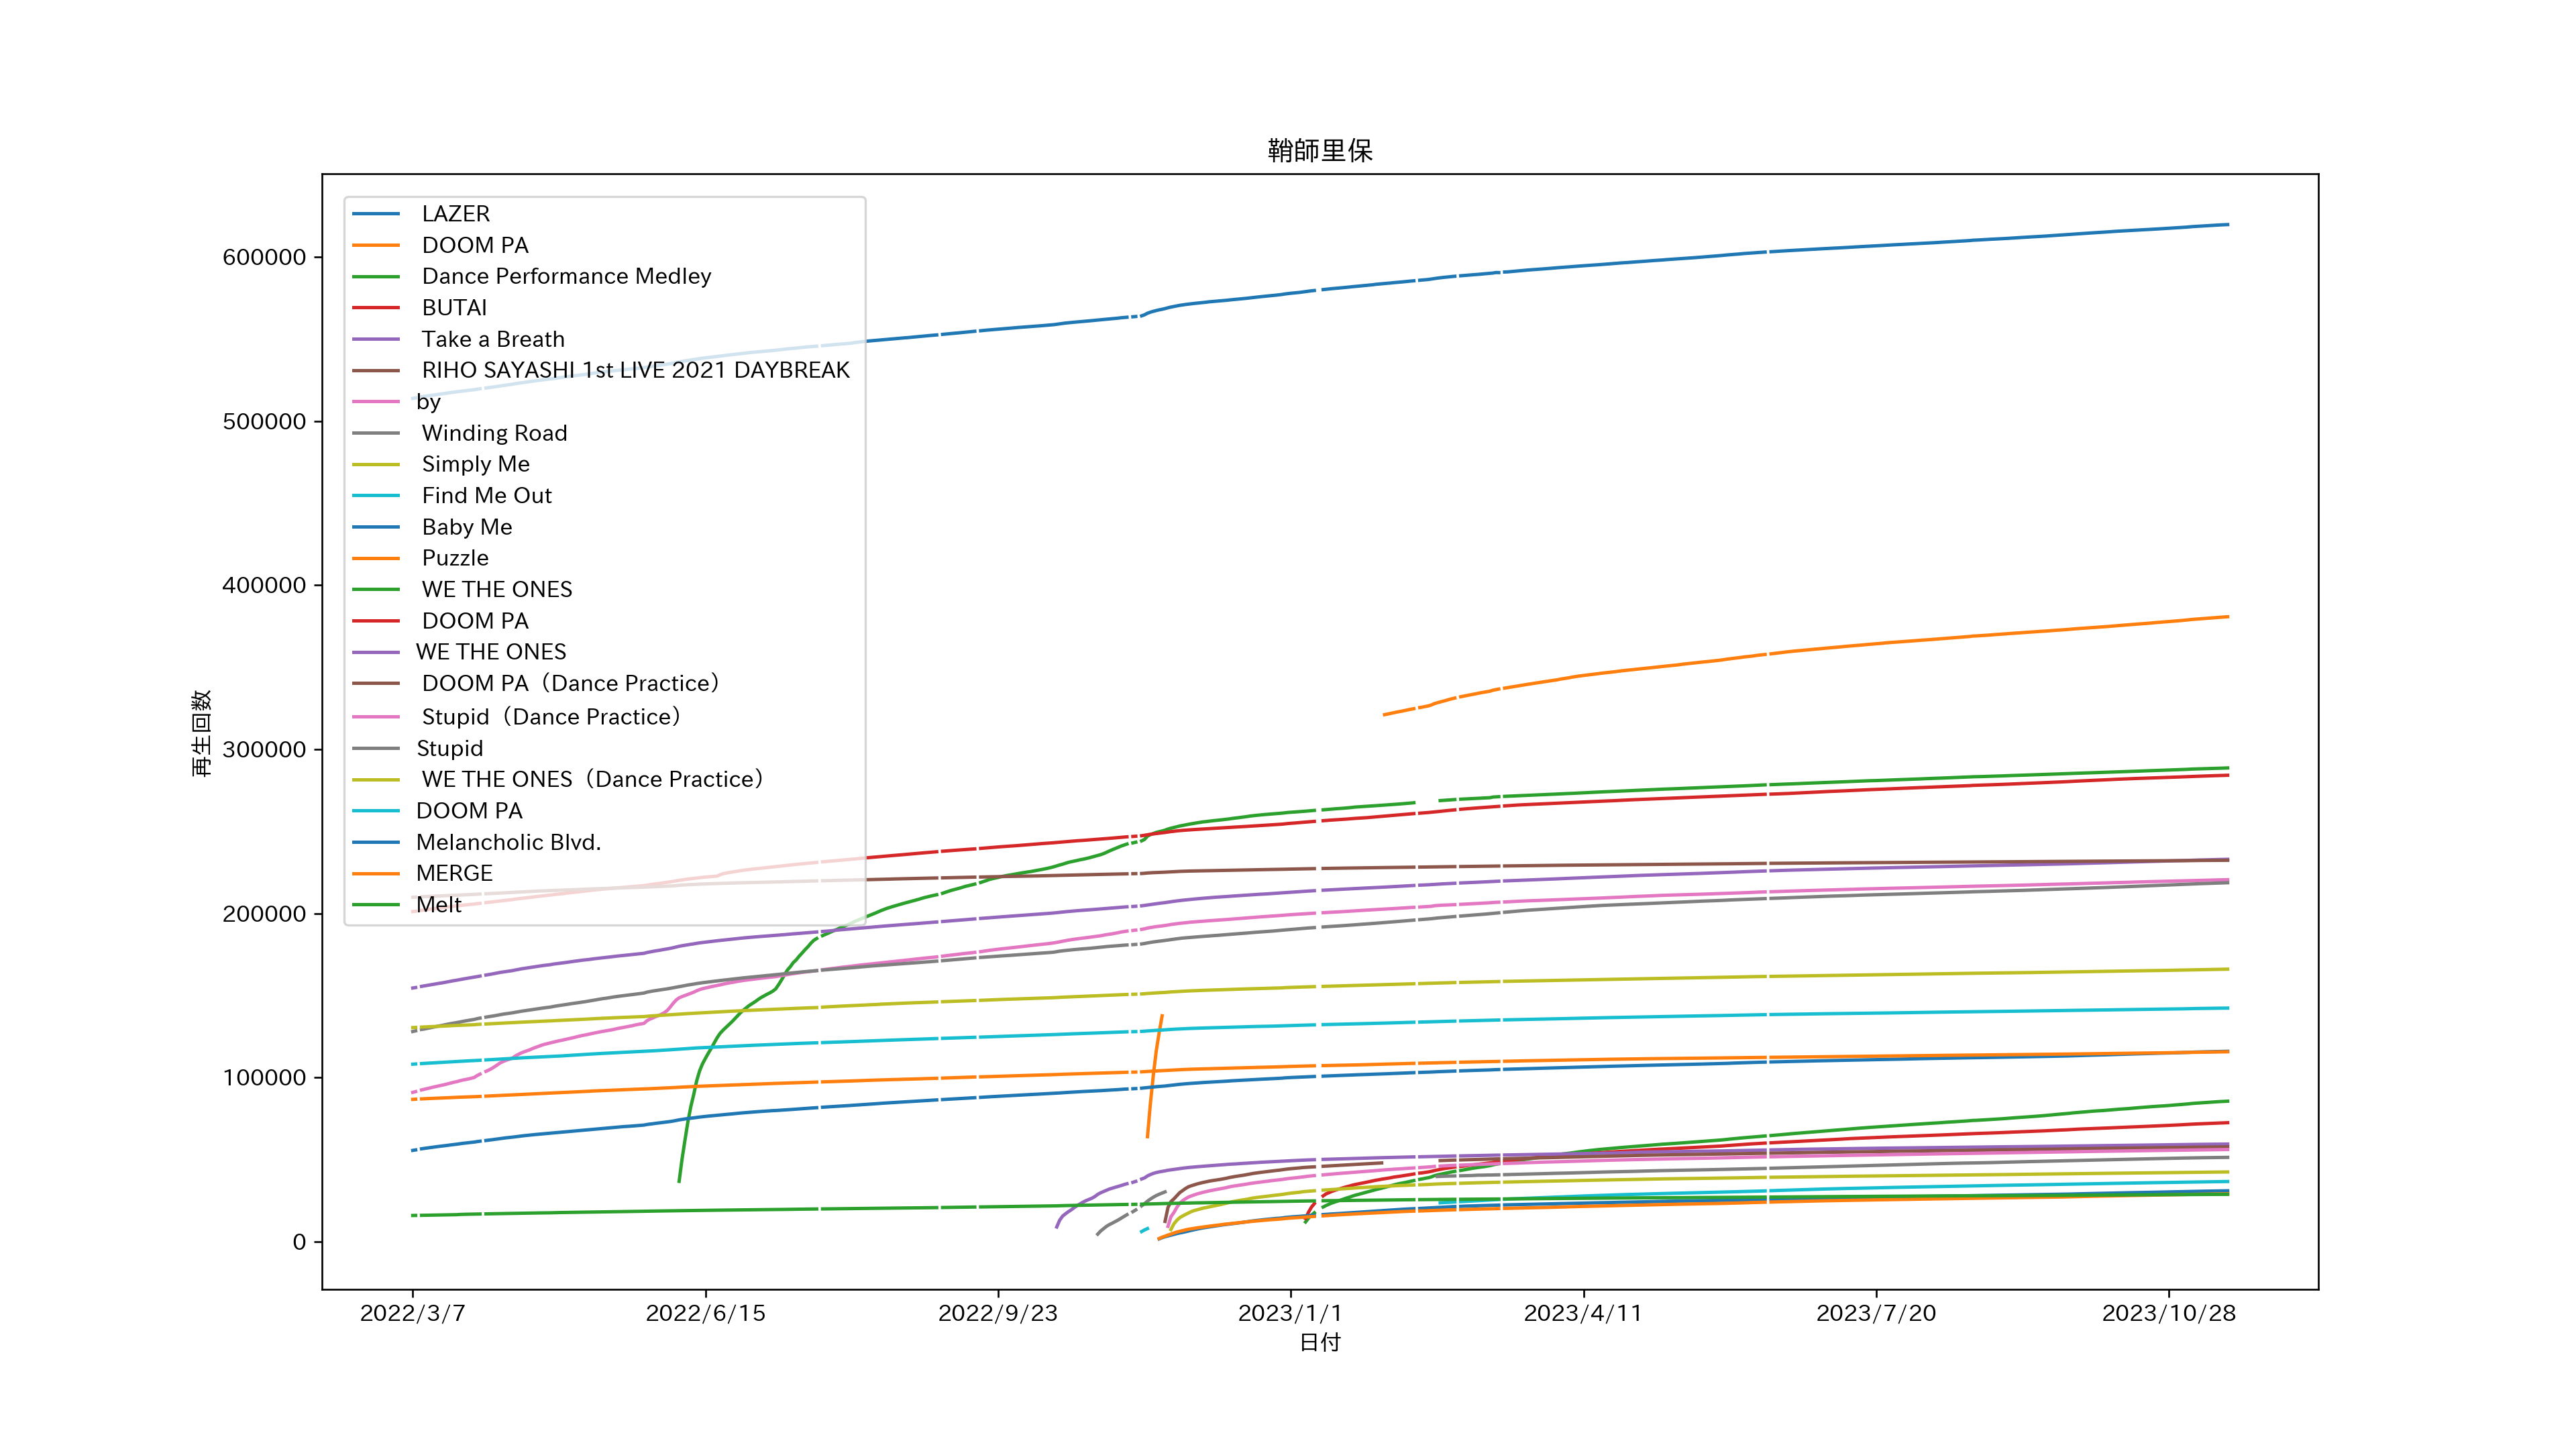 鞘師里保
LAZER
DOOM PA
Dance Performance Medley
BUTAI
Take a Breath
RIHO SAYASHI 1st LIVE 2021 DAYBREAK
by
Winding Road
Simply Me
Find Me Out
Baby Me
Puzzle
WE THE ONES
DOOM PA
WE THE ONES
DOOM PA（Dance Practice）
Stupid（Dance Practice）
Stupid
WE THE ONES（Dance Practice）
DOOM PA
Melancholic Blvd.
MERGE
Melt
600000
500000
400000
300000
200000
100000
0
再生回数
2022/3/7 2022/6/15 2022/9/23 2023/1/1 2023/4/11 2023/7/20 2023/10/28
日付